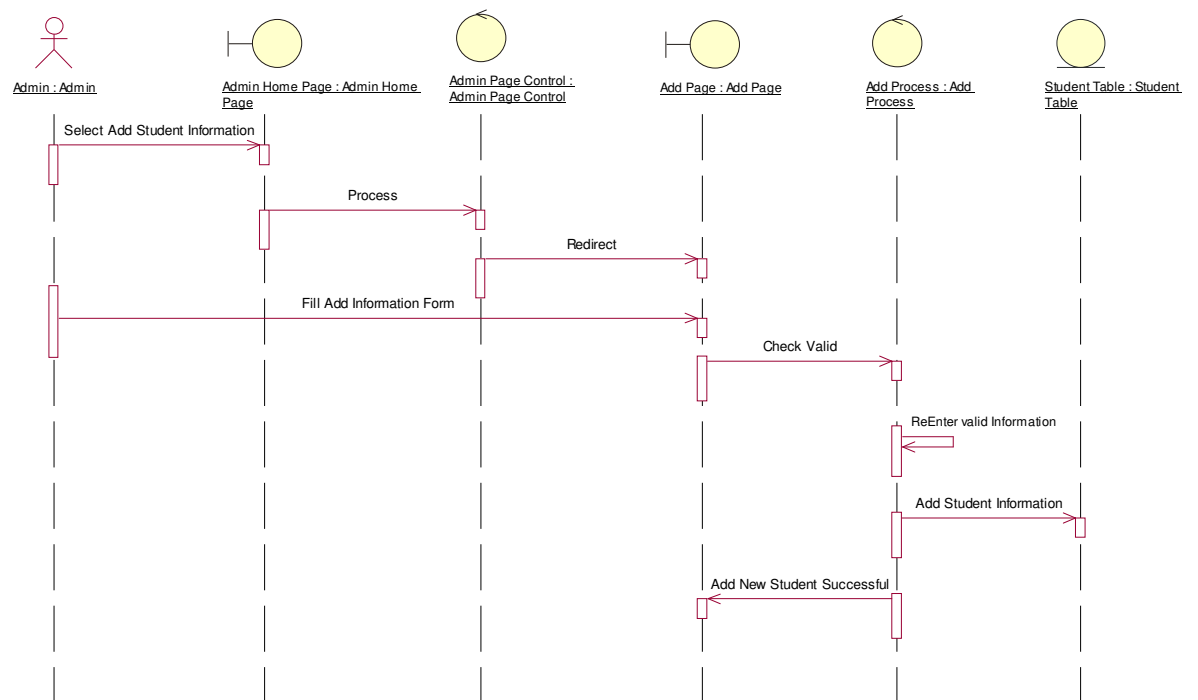 Admin : Admin
Admin Home Page : Admin Home
Page
Admin Page Control :
Admin Page Control
Add Page : Add Page
Add Process : Add
Process
Student Table : Student
Table
Select Add Student Information
Process
Redirect
Fill Add Information Form
Check Valid
ReEnter valid Information
Add Student Information
Add New Student Successful